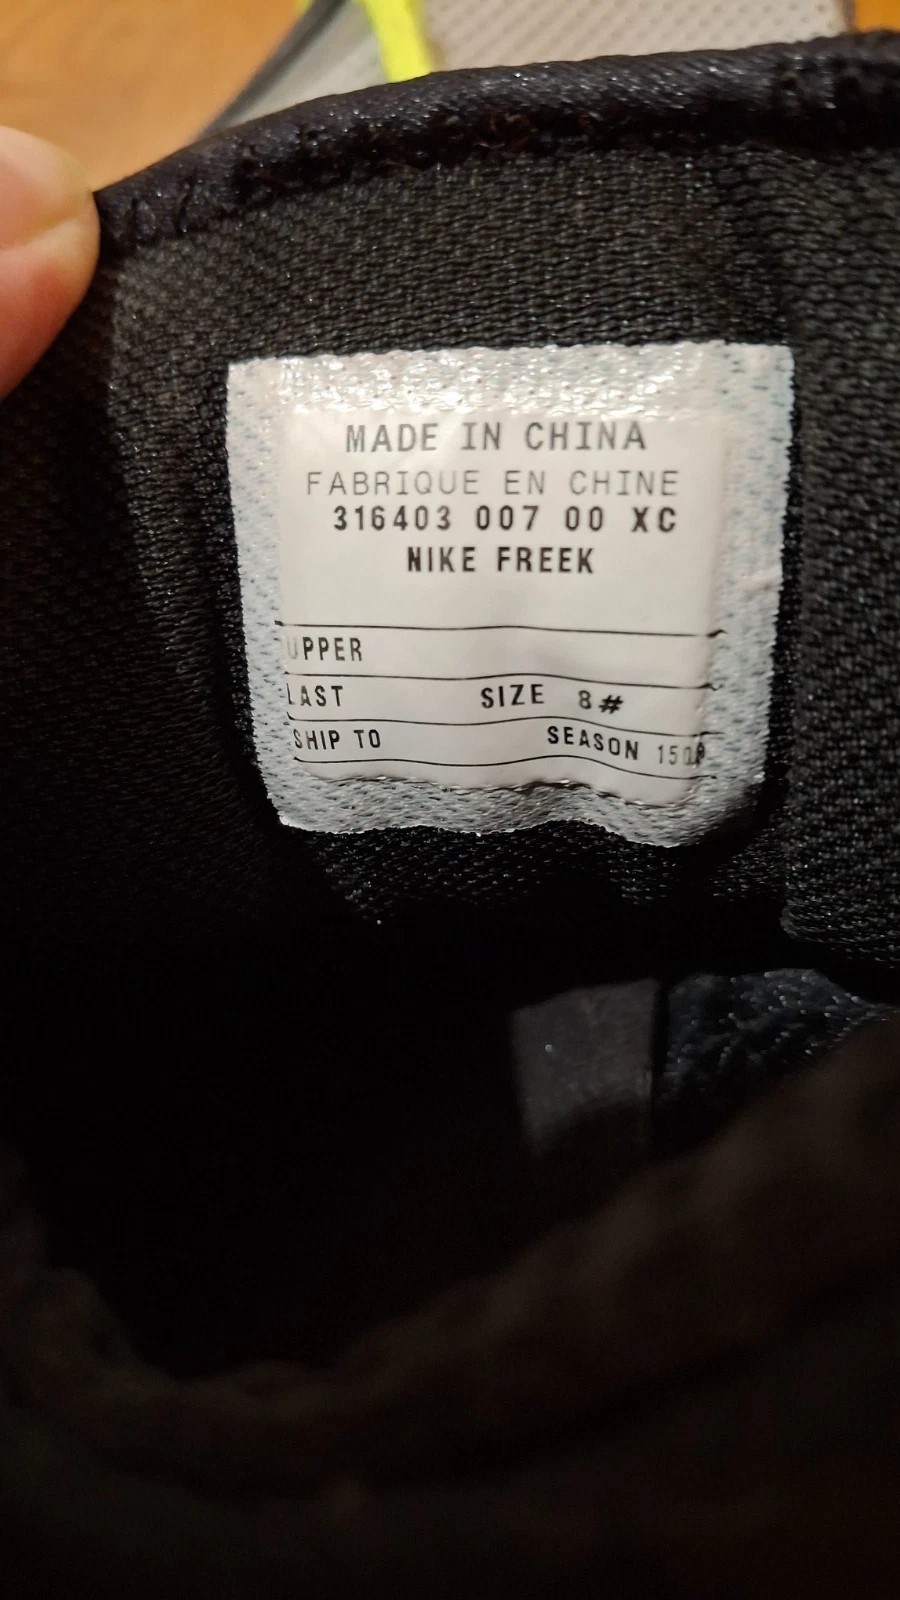 MADE IN CHINA
FABRIQUE EN CHINE
316403 007 00 XC
NIKE FREEK
UPPER
LAST SIZE 8#
SHIP TO SEASON